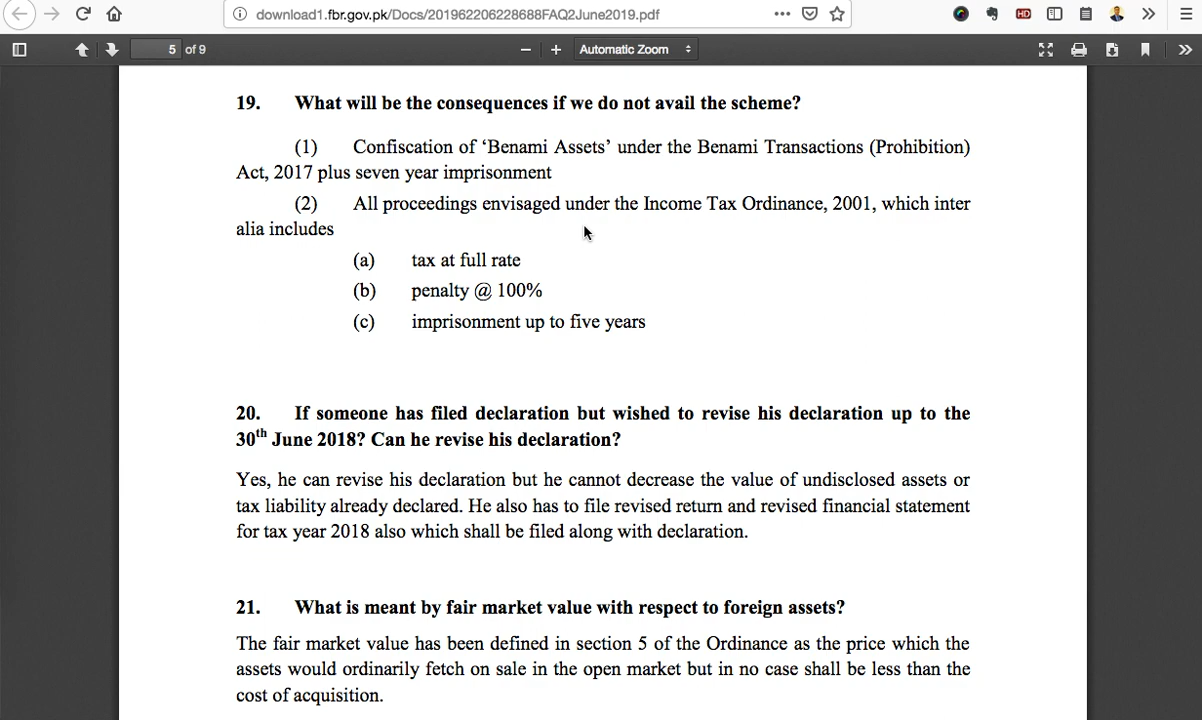 download1.fbr.gov.pk/Docs/201962206228688FAQ2June2019.pdf
HD
5 of 9
Automatic Zoom
19. What will be the consequences if we do not avail the scheme?
(1) Confiscation of ‘Benami Assets’ under the Benami Transactions (Prohibition)
Act, 2017 plus seven year imprisonment
(2) All proceedings envisaged under the Income Tax Ordinance, 2001, which inter
alia includes
(a) tax at full rate
(b) penalty @ 100%
(c) imprisonment up to five years
20. If someone has filed declaration but wished to revise his declaration up to the
30th June 2018? Can he revise his declaration?
Yes, he can revise his declaration but he cannot decrease the value of undisclosed assets or
tax liability already declared. He also has to file revised return and revised financial statement
for tax year 2018 also which shall be filed along with declaration.
21. What is meant by fair market value with respect to foreign assets?
The fair market value has been defined in section 5 of the Ordinance as the price which the
assets would ordinarily fetch on sale in the open market but in no case shall be less than the
cost of acquisition.